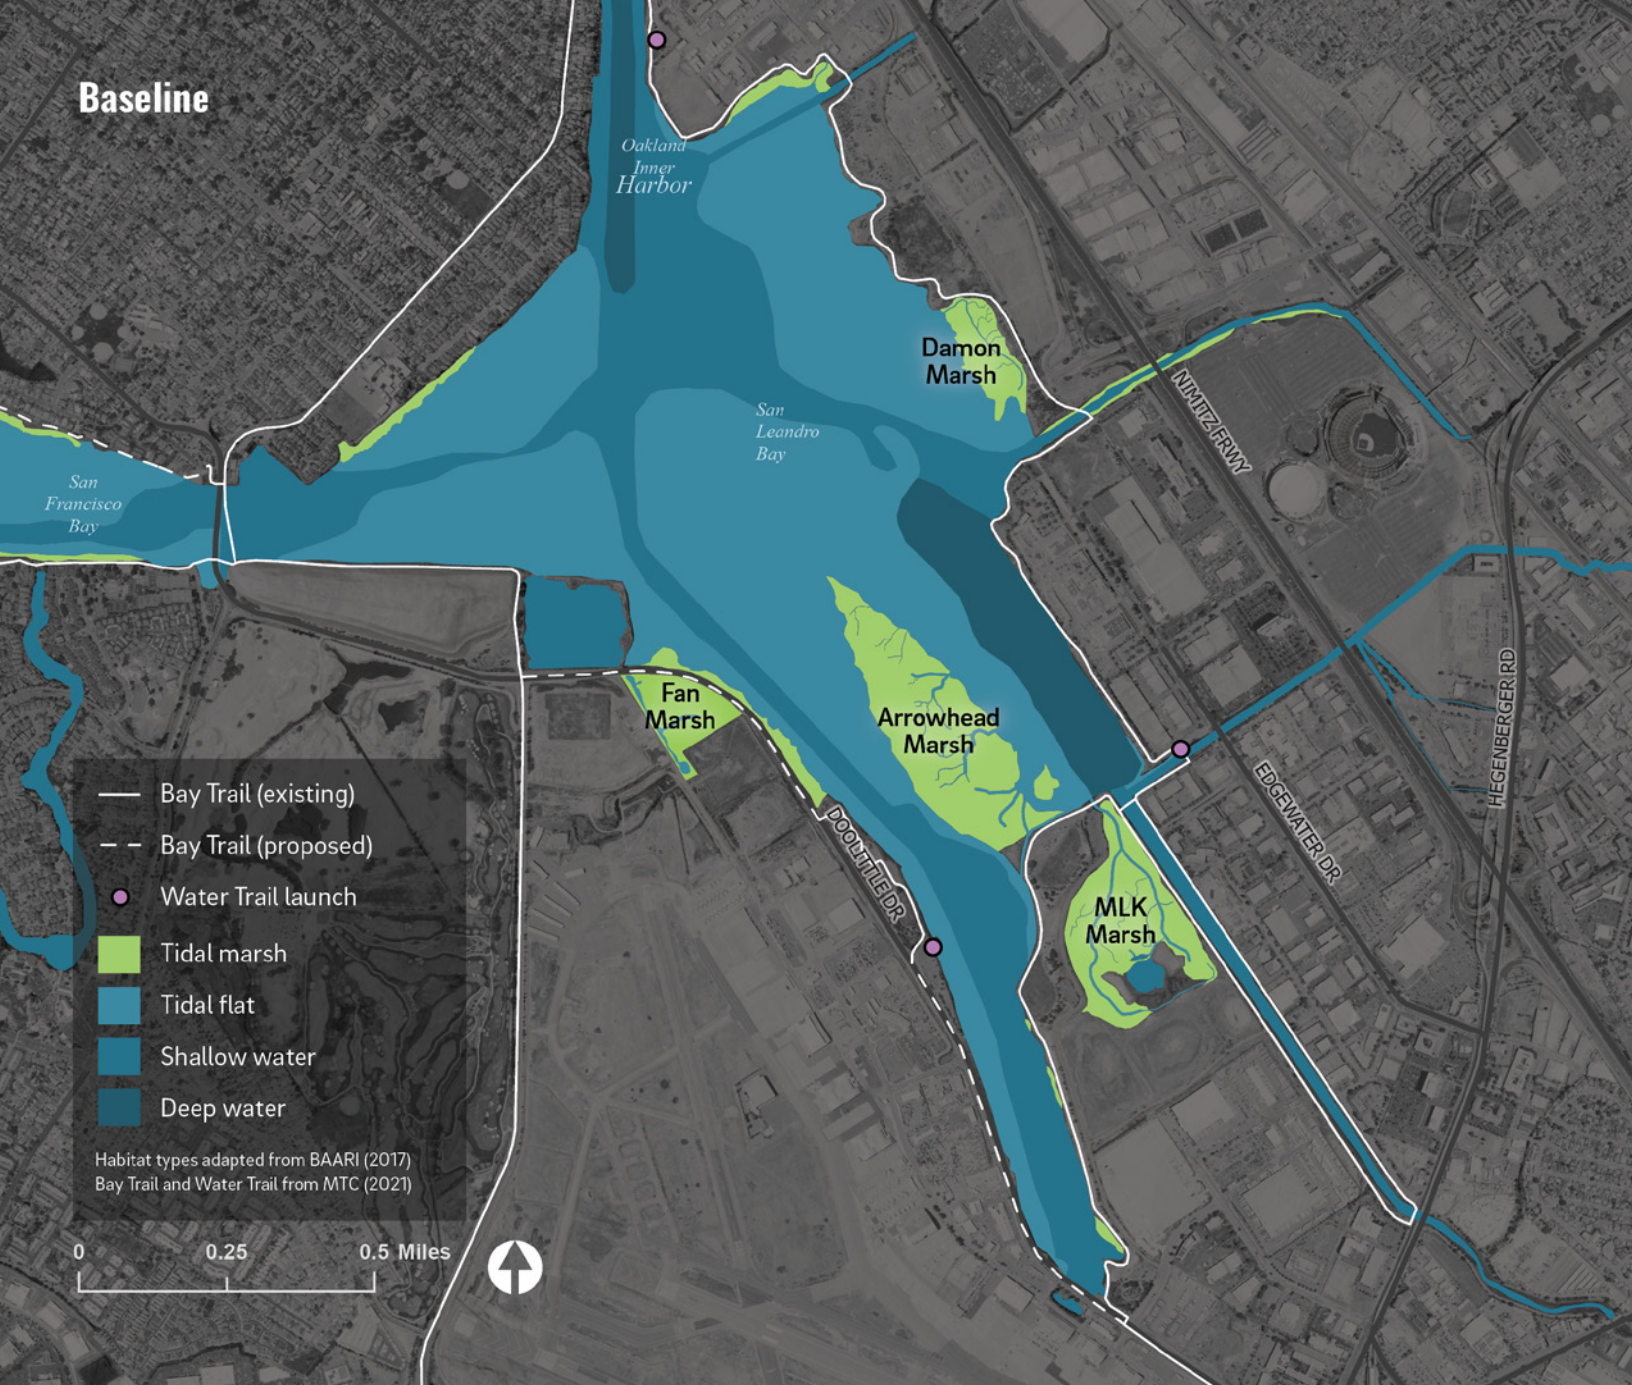 Baseline
Oakland
Inner
Harbor
Damon
Marsh
NIMITZ FRWY
San
Leandro
Bay
San
Francisco
Bay
Fan
Marsh
Arrowhead
Marsh
HEGENBERGER RD
EDGEWATER DR
DOOLITTLE DR
MLK
Marsh
Bay Trail (existing)
Bay Trail (proposed)
Water Trail launch
Tidal marsh
Tidal flat
Shallow water
Deep water
Habitat types adapted from BAARI (2017)
Bay Trail and Water Trail from MTC (2021)
0 0.25 0.5 Miles